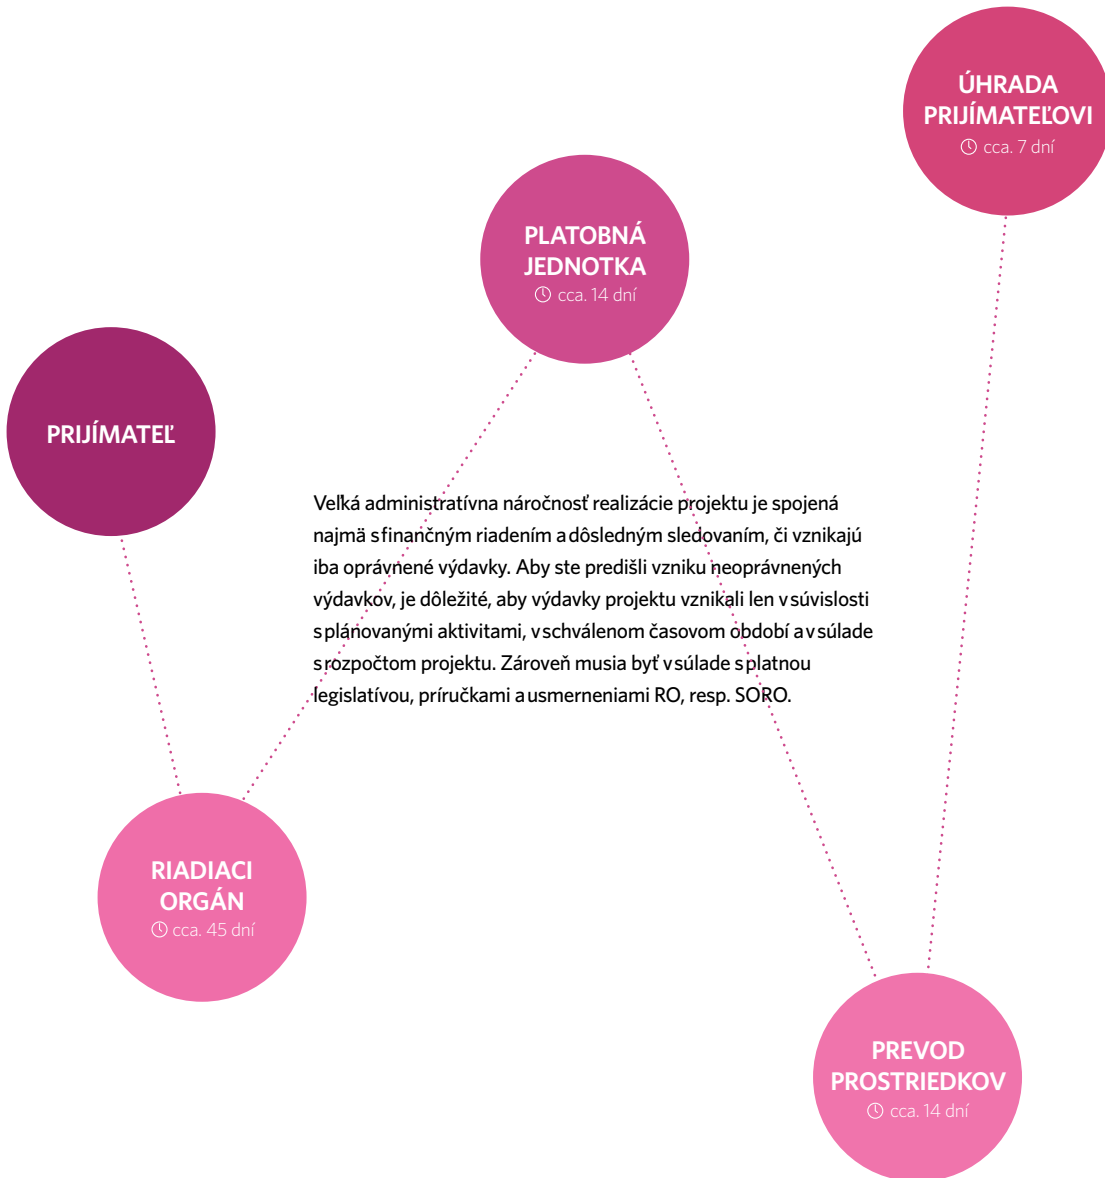 ÚHRADA
PRIJÍMATEĽOVI
cca. 7 dní
PLATOBNÁ
JEDNOTKA
cca. 14 dní
PRIJÍMATEĽ
Veľká administratívna náročnosť realizácie projektu je spojená
najmä s finančným riadením a dôsledným sledovaním, či vznikajú
iba oprávnené výdavky. Aby ste predišli vzniku neoprávnených
výdavkov, je dôležité, aby výdavky projektu vznikali len v súvislosti
s plánovanými aktivitami, v schválenom časovom období a v súlade
s rozpočtom projektu. Zároveň musia byť v súlade s platnou
legislatívou, príručkami a usmerneniami RO, resp. SORO.
RIADIACI
ORGÁN
cca. 45 dní
PREVOD
PROSTRIEDKOV
cca. 14 dní